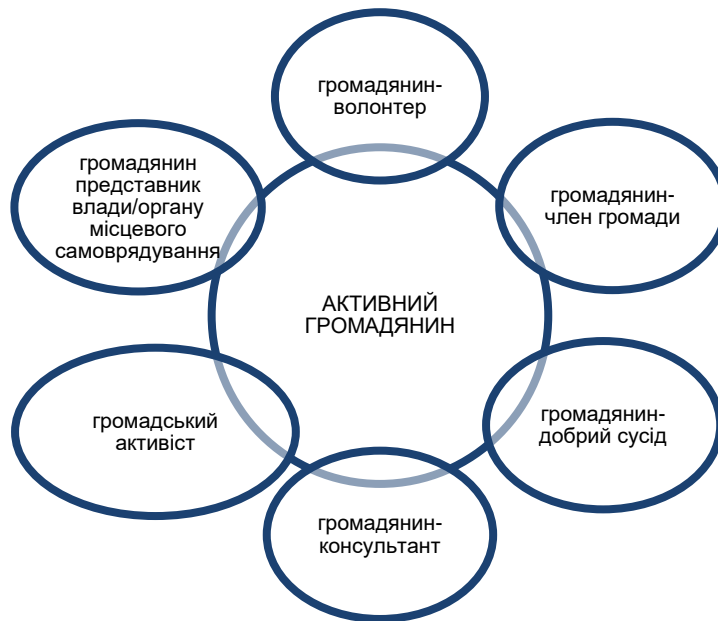 громадянин-
волонтер
громадянин
представник
влади/органу
місцевого
самоврядування
громадянин-
член громади
АКТИВНИЙ
ГРОМАДЯНИН
громадський
активіст
громадянин-
добрий сусід
громадянин-
консультант